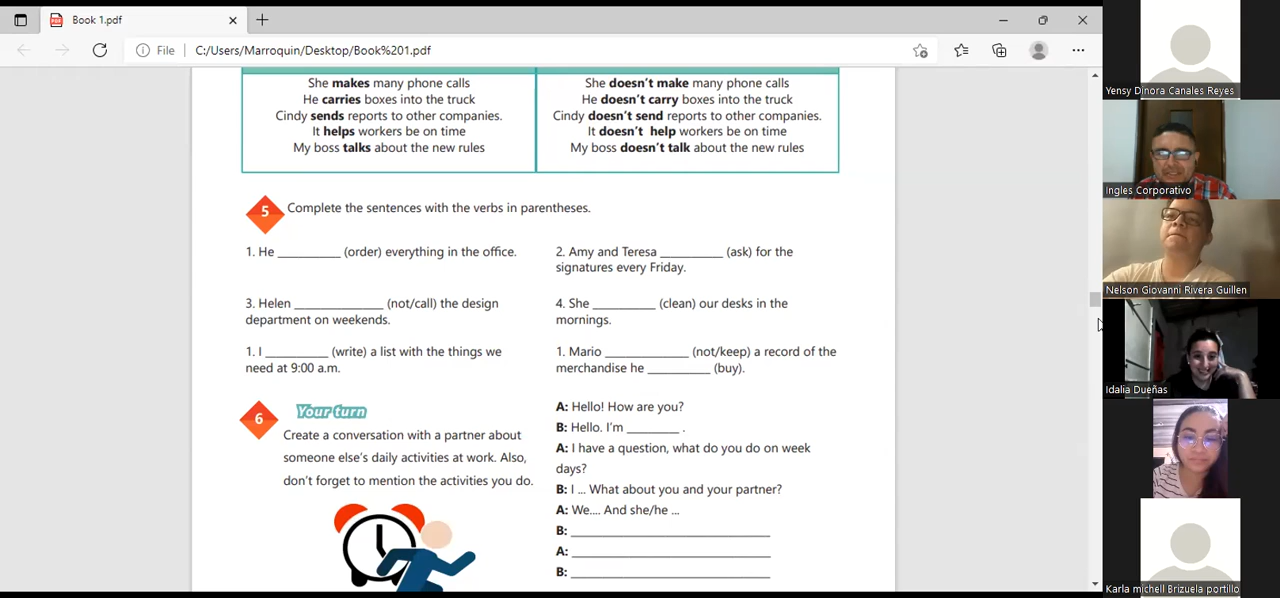 Book 1.pdf
File
C:/Users/Marroquin/Desktop/Book%201.pdf
She makes many phone calls
He carries boxes into the truck
Cindy sends reports to other companies.
It helps workers be on time
My boss talks about the new rules
She doesn't make many phone calls
He doesn't carry boxes into the truck
Cindy doesn't send reports to other companies.
It doesn't help workers be on time
My boss doesn't talk about the new rules
5 Complete the sentences with the verbs in parentheses.
1. He _________ (order) everything in the office.
2. Amy and Teresa _________ (ask) for the
signatures every Friday.
3. Helen _____________ (not/call) the design
department on weekends.
4. She _________ (clean) our desks in the
mornings.
1. I _________ (write) a list with the things we
need at 9:00 a.m.
1. Mario ____________ (not/keep) a record of the
merchandise he _________ (buy).
6 Your turn
Create a conversation with a partner about
someone else's daily activities at work. Also,
don't forget to mention the activities you do.
A: Hello! How are you?
B: Hello. I'm ________ .
A: I have a question, what do you do on week
days?
B: I ... What about you and your partner?
A: We.... And she/he ...
B: ______________________________
A: ______________________________
B: ______________________________
Yensy Dinora Canales Reyes
Ingles Corporativo
Nelson Giovanni Rivera Guillen
Idalia Dueñas
Karla michell Brizuela portillo